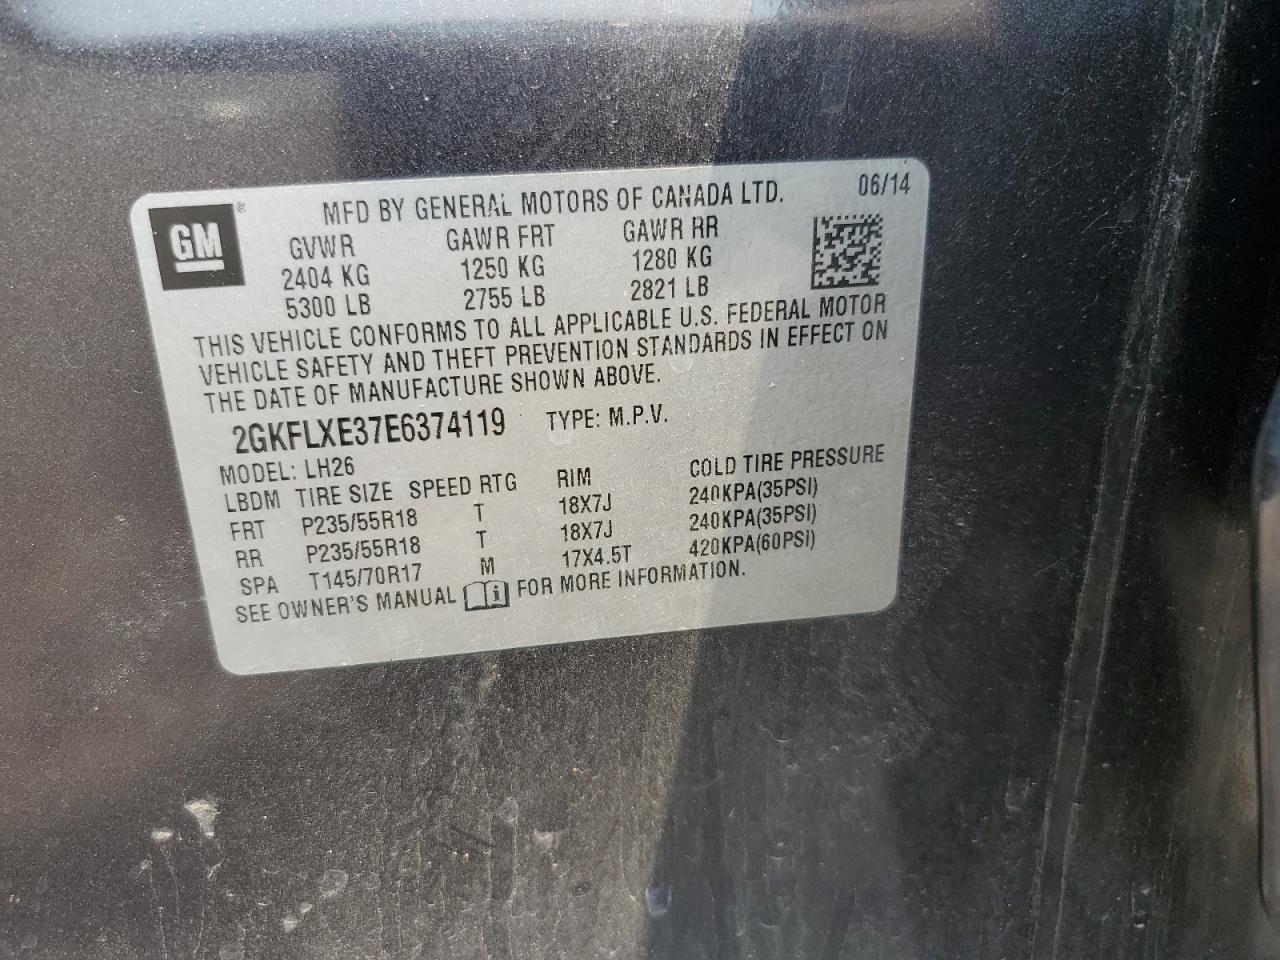 GM ® MFD BY GENERAL MOTORS OF CANADA LTD. 06/14
GVWR GAWR FRT GAWR RR
2404 KG 1250 KG 1280 KG
5300 LB 2755 LB 2821 LB
THIS VEHICLE CONFORMS TO ALL APPLICABLE U.S. FEDERAL MOTOR
VEHICLE SAFETY AND THEFT PREVENTION STANDARDS IN EFFECT ON
THE DATE OF MANUFACTURE SHOWN ABOVE.
2GKFLXE37E6374119 TYPE: M.P.V.
MODEL: LH26
LBDM TIRE SIZE SPEED RTG RIM COLD TIRE PRESSURE
FRT P235/55R18 T 18X7J 240KPA(35PSI)
RR P235/55R18 T 18X7J 240KPA(35PSI)
SPA T145/70R17 M 17X4.5T 420KPA(60PSI)
SEE OWNER'S MANUAL i FOR MORE INFORMATION.